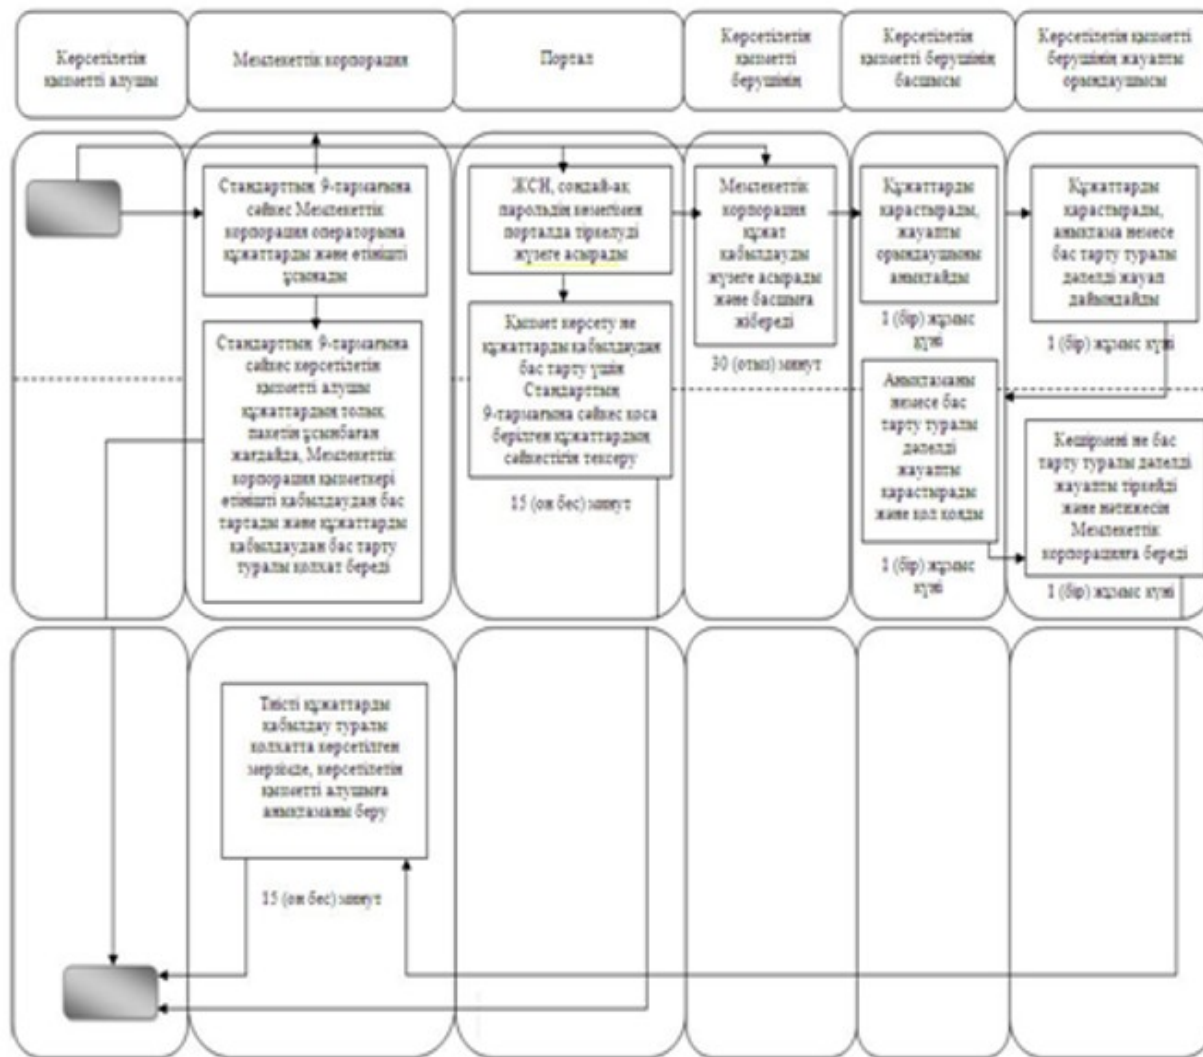 Көрсетілетін
қызметті алушы
Мемлекеттік корпорация
Портал
Көрсетілетін
қызметті
берушінің
Көрсетілетін
қызметті берушінің
басшысы
Көрсетілетін қызметті
берушінің жауапты
орындаушысы
Стандарттың 9-тармағына
сәйкес Мемлекеттік
корпорация операторына
құжаттарды және өтінішті
ұсынады
ЖСН, сондай-ақ
парольдің көмегімен
порталда тіркелуді
жүзеге асырады
Мемлекеттік
корпорация
құжат
қабылдауды
жүзеге асырады
және басшыға
жібереді
30 (отыз) минут
Құжаттарды
қарастырады,
жауапты
орындаушыны
анықтайды
1 (бір) жұмыс
күні
Құжаттарды
қарастырады,
анықтама немесе
бас тарту туралы
дәлелді жауап
дайындайды
1 (бір) жұмыс күні
Стандарттың 9-тармағына
сәйкес көрсетілетін
қызметті алушы
құжаттардың толық
пакетін ұсынбаған
жағдайда, Мемлекеттік
корпорация қызметкері
өтінішті қабылдаудан бас
тартады және құжаттарды
қабылдаудан бас тарту
туралы қолхат береді
Қызмет көрсету не
құжаттарды қабылдаудан
бас тарту үшін
Стандарттың
9-тармағына сәйкес қоса
берілген құжаттардың
сәйкестігін тексеру
15 (он бес) минут
Анықтаманы
немесе бас
тарту туралы
дәлелді
жауапты
қарастырады
және қол қояды
1 (бір) жұмыс
күні
Көшірмені не бас
тарту туралы дәлелді
жауапты тіркейді
және нәтижесін
Мемлекеттік
корпорацияға береді
1 (бір) жұмыс күні
Тиісті құжаттарды
қабылдау туралы
қолхатта көрсетілген
мерзімде, көрсетілетін
қызметті алушыға
анықтаманы беру
15 (он бес) минут